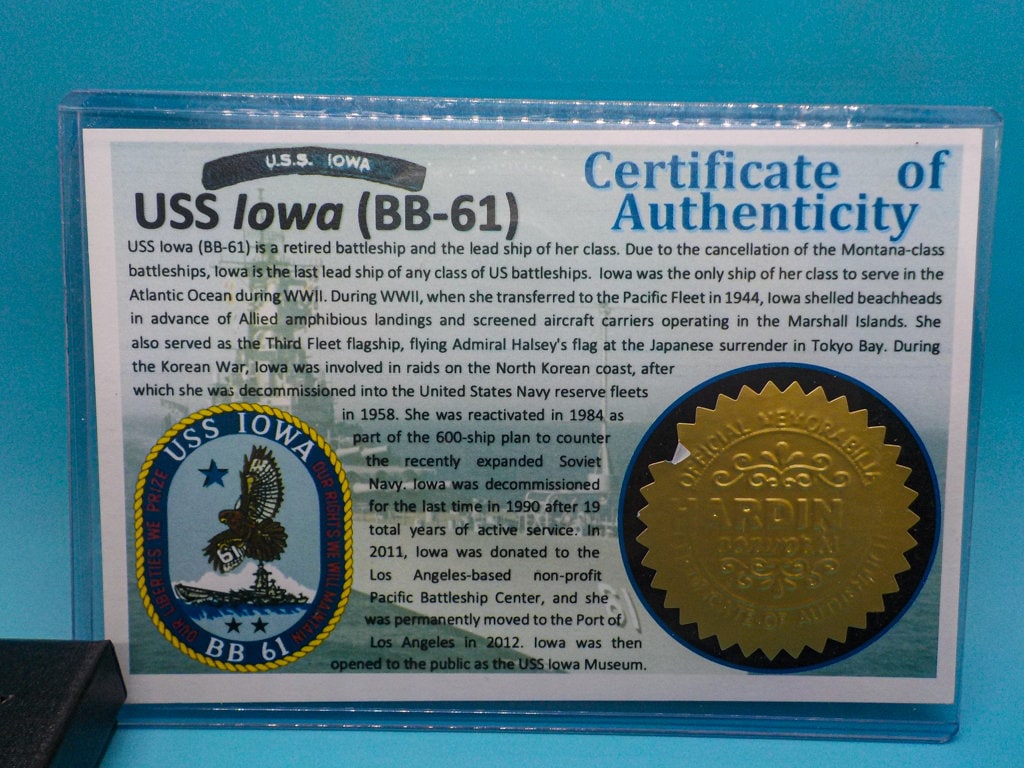 U.S.S. IOWA
Certificate of
Authenticity
USS Iowa (BB-61)
USS Iowa (BB-61) is a retired battleship and the lead ship of her class. Due to the cancellation of the Montana-class
battleships, Iowa is the last lead ship of any class of US battleships. Iowa was the only ship of her class to serve in the
Atlantic Ocean during WWII. During WWII, when she transferred to the Pacific Fleet in 1944, Iowa shelled beachheads
in advance of Allied amphibious landings and screened aircraft carriers operating in the Marshall Islands. She
also served as the Third Fleet flagship, flying Admiral Halsey's flag at the Japanese surrender in Tokyo Bay. During
the Korean War, Iowa was involved in raids on the North Korean coast, after
which she was decommissioned into the United States Navy reserve fleets
in 1958. She was reactivated in 1984 as
part of the 600-ship plan to counter
the recently expanded Soviet
Navy. Iowa was decommissioned
for the last time in 1990 after 19
total years of active service. In
2011, Iowa was donated to the
Los Angeles-based non-profit
Pacific Battleship Center, and she
was permanently moved to the Port of
Los Angeles in 2012. Iowa was then
opened to the public as the USS Iowa Museum.
USS IOWA
OUR LIBERTIES WE PRIZE
OUR RIGHTS WE WILL MAINTAIN
61
BB 61
OFFICIAL MEMORABILIA
JARDIN